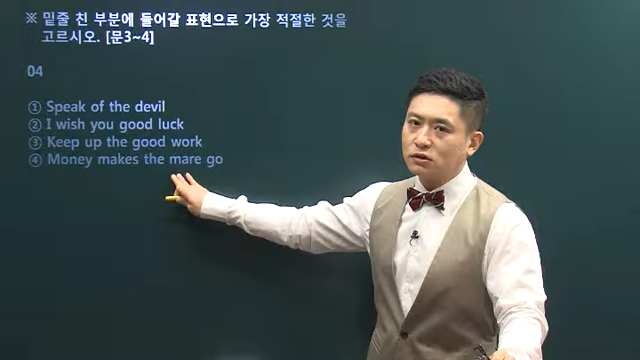 ※ 밑줄 친 부분에 들어갈 표현으로 가장 적절한 것을
고르시오. [문3~4]
04
① Speak of the devil
② I wish you good luck
③ Keep up the good work
④ Money makes the mare go